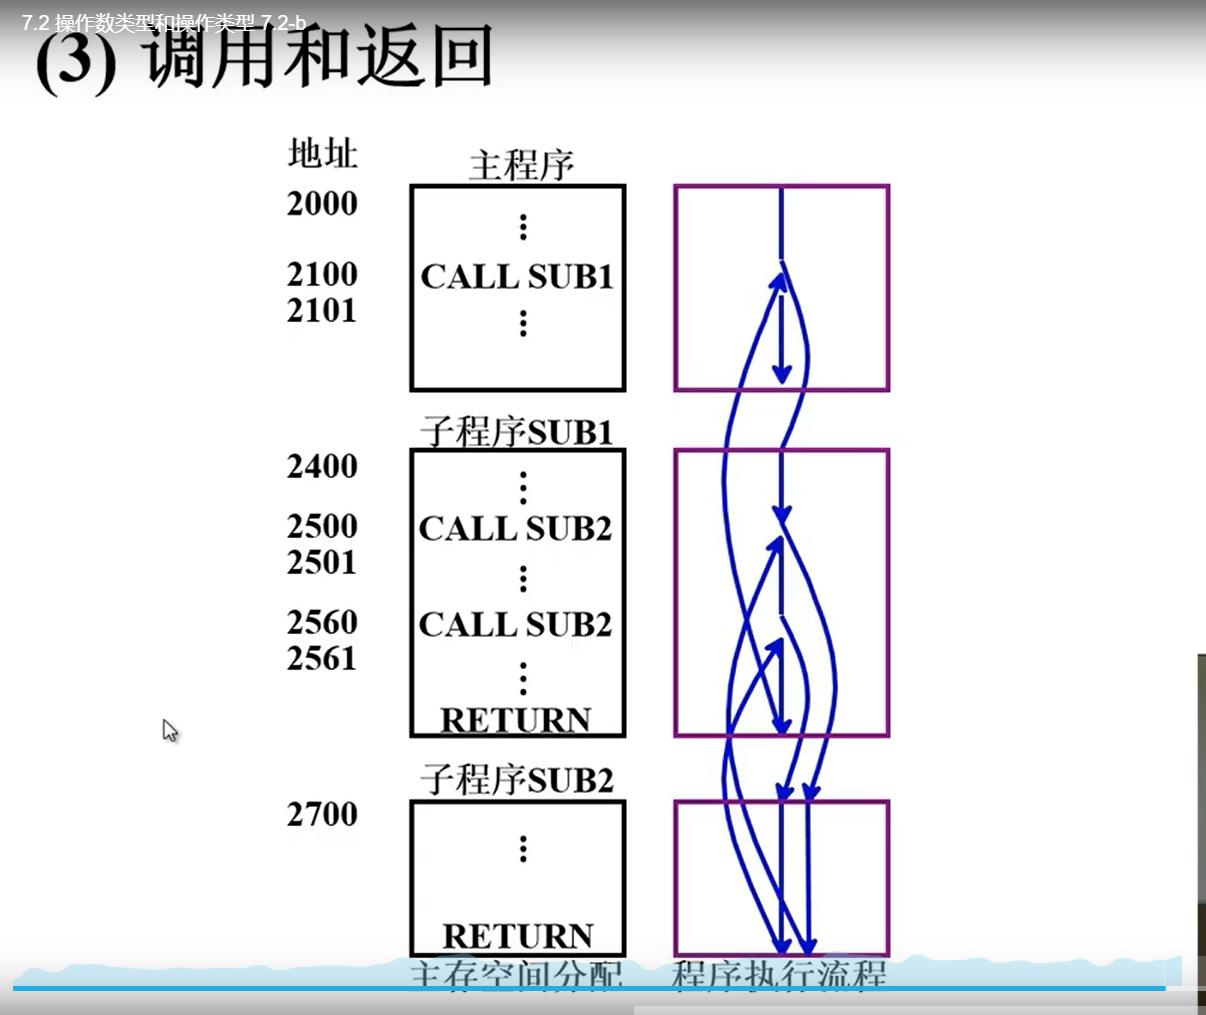 7.2 操作数类型和操作类型 7.2-b
(3) 调用和返回
地址
主程序
2000
2100
CALL SUB1
2101
子程序SUB1
2400
2500
CALL SUB2
2501
2560
CALL SUB2
2561
RETURN
子程序SUB2
2700
RETURN
主存空间分配
程序执行流程